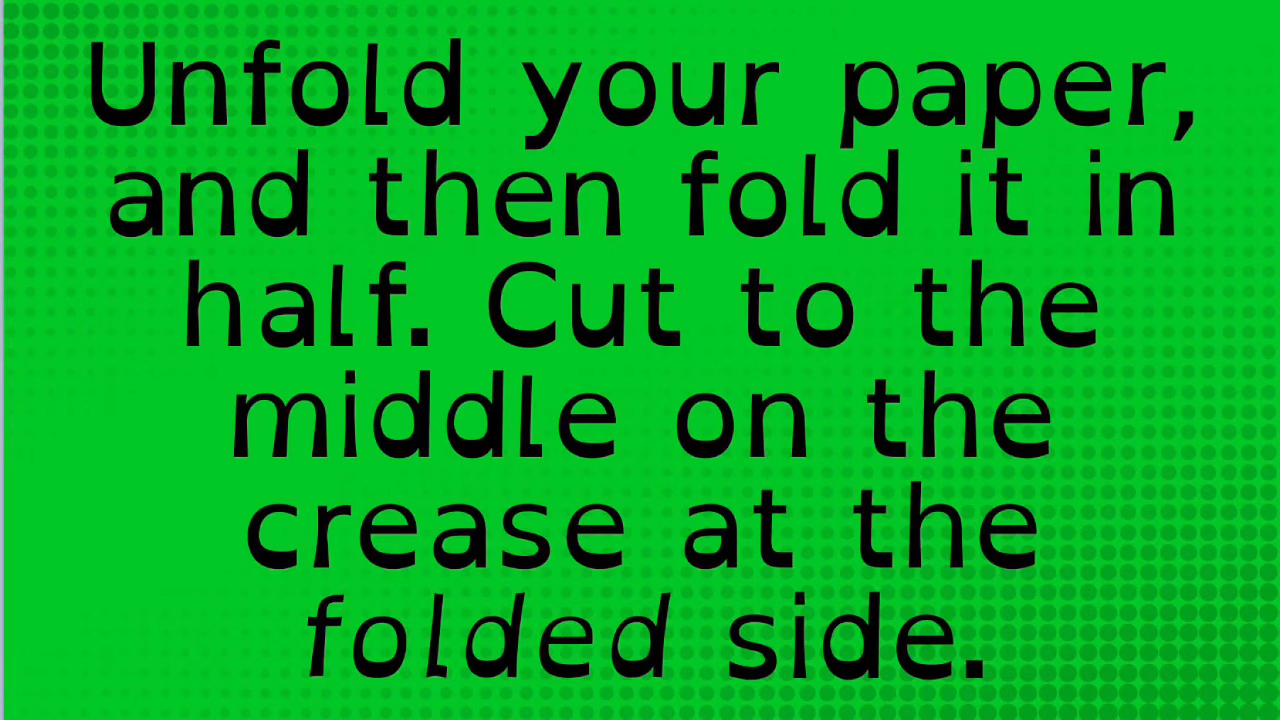 Unfold your paper,
and then fold it in
half. Cut to the
middle on the
crease at the
folded side.